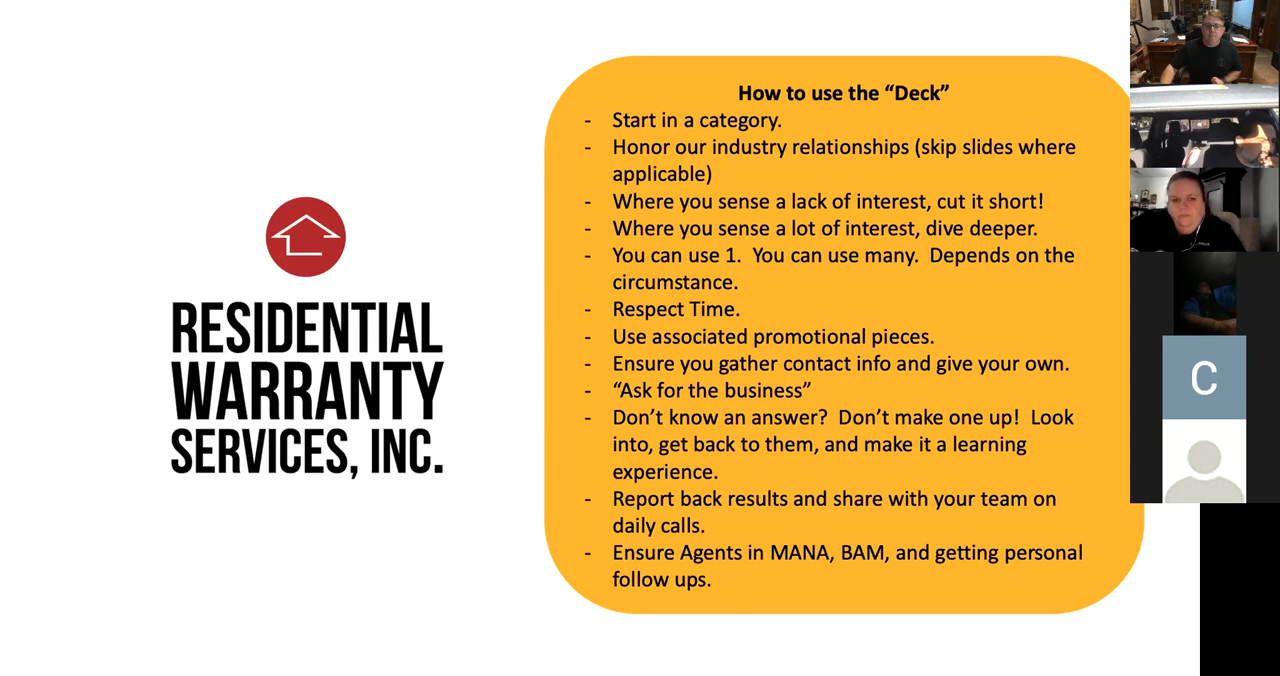 RESIDENTIAL
WARRANTY
SERVICES, INC.
How to use the “Deck”
- Start in a category.
- Honor our industry relationships (skip slides where
applicable)
- Where you sense a lack of interest, cut it short!
- Where you sense a lot of interest, dive deeper.
- You can use 1.  You can use many.  Depends on the
circumstance.
- Respect Time.
- Use associated promotional pieces.
- Ensure you gather contact info and give your own.
- “Ask for the business”
- Don’t know an answer?  Don’t make one up!  Look
into, get back to them, and make it a learning
experience.
- Report back results and share with your team on
daily calls.
- Ensure Agents in MANA, BAM, and getting personal
follow ups.
C